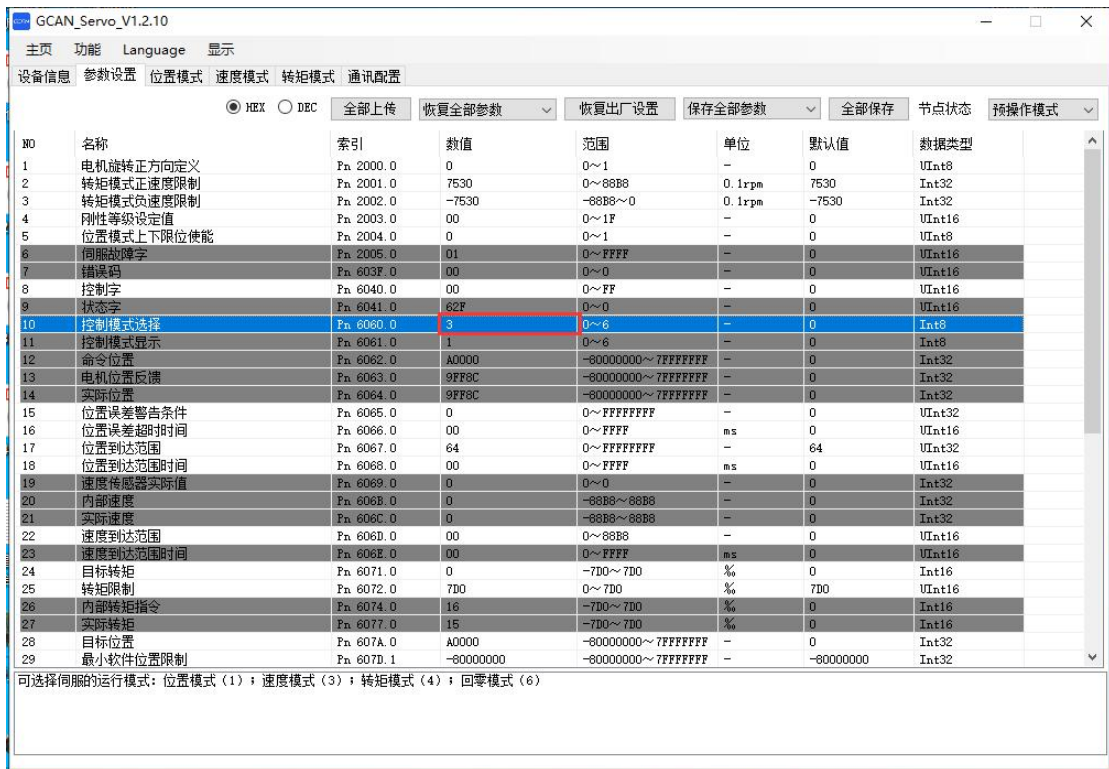 GCAN GCAN_Servo_V1.2.10
主页 功能 Language 显示
设备信息 参数设置 位置模式 速度模式 转矩模式 通讯配置
HEX DEC 全部上传 恢复全部参数 恢复出厂设置 保存全部参数 全部保存 节点状态 预操作模式
NO 名称 索引 数值 范围 单位 默认值 数据类型
1 电机旋转正方向定义 Pn 2000.0 0 0~1 - 0 UInt8
2 转矩模式正速度限制 Pn 2001.0 7530 0~88B8 0.1rpm 7530 Int32
3 转矩模式负速度限制 Pn 2002.0 -7530 -88B8~0 0.1rpm -7530 Int32
4 刚性等级设定值 Pn 2003.0 00 0~1F - 0 UInt16
5 位置模式上下限位使能 Pn 2004.0 0 0~1 - 0 UInt8
6 伺服故障字 Pn 2005.0 01 0~FFFF - 0 UInt16
7 错误码 Pn 603F.0 00 0~0 - 0 UInt16
8 控制字 Pn 6040.0 00 0~FF - 0 UInt16
9 状态字 Pn 6041.0 62F 0~0 - 0 UInt16
10 控制模式选择 Pn 6060.0 3 0~6 - 0 Int8
11 控制模式显示 Pn 6061.0 1 0~6 - 0 Int8
12 命令位置 Pn 6062.0 A0000 -80000000~7FFFFFFF - 0 Int32
13 电机位置反馈 Pn 6063.0 9FF8C -80000000~7FFFFFFF - 0 Int32
14 实际位置 Pn 6064.0 9FF8C -80000000~7FFFFFFF - 0 Int32
15 位置误差警告条件 Pn 6065.0 0 0~FFFFFFFF - 0 UInt32
16 位置误差超时时间 Pn 6066.0 00 0~FFFF ms 0 UInt16
17 位置到达范围 Pn 6067.0 64 0~FFFFFFFF - 64 UInt32
18 位置到达范围时间 Pn 6068.0 00 0~FFFF ms 0 UInt16
19 速度传感器实际值 Pn 6069.0 0 0~0 - 0 Int32
20 内部速度 Pn 606B.0 0 -88B8~88B8 - 0 Int32
21 实际速度 Pn 606C.0 0 -88B8~88B8 - 0 Int32
22 速度到达范围 Pn 606D.0 00 0~88B8 - 0 UInt16
23 速度到达范围时间 Pn 606E.0 00 0~FFFF ms 0 UInt16
24 目标转矩 Pn 6071.0 0 -7D0~7D0 ‰ 0 Int16
25 转矩限制 Pn 6072.0 7D0 0~7D0 ‰ 7D0 UInt16
26 内部转矩指令 Pn 6074.0 16 -7D0~7D0 ‰ 0 Int16
27 实际转矩 Pn 6077.0 15 -7D0~7D0 ‰ 0 Int16
28 目标位置 Pn 607A.0 A0000 -80000000~7FFFFFFF - 0 Int32
29 最小软件位置限制 Pn 607D.1 -80000000 -80000000~7FFFFFFF - -80000000 Int32
可选择伺服的运行模式：位置模式（1）；速度模式（3）；转矩模式（4）；回零模式（6）